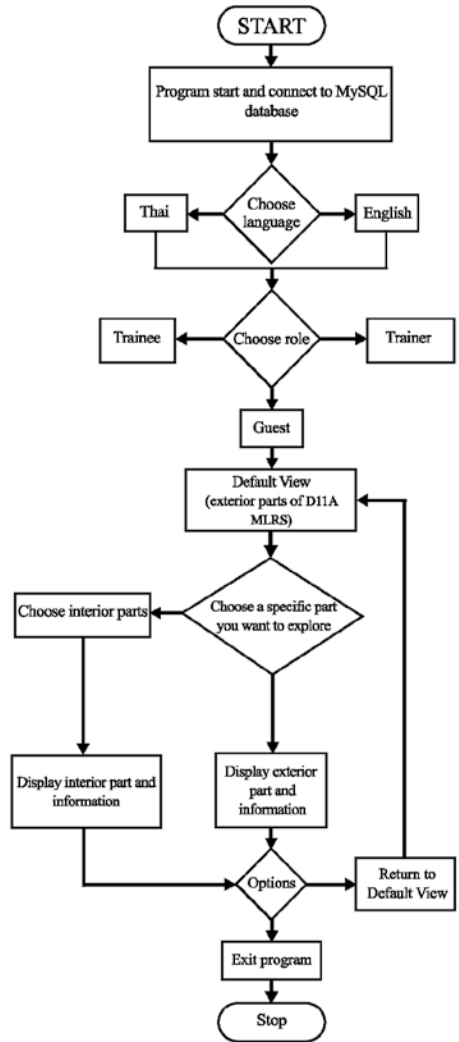 START
Program start and connect to MySQL
database
Thai
Choose
language
English
Trainee
Choose role
Trainer
Guest
Default View
(exterior parts of D11A
MLRS)
Choose interior parts
Choose a specific part
you want to explore
Display interior part and
information
Display exterior
part and
information
Options
Return to
Default View
Exit program
Stop